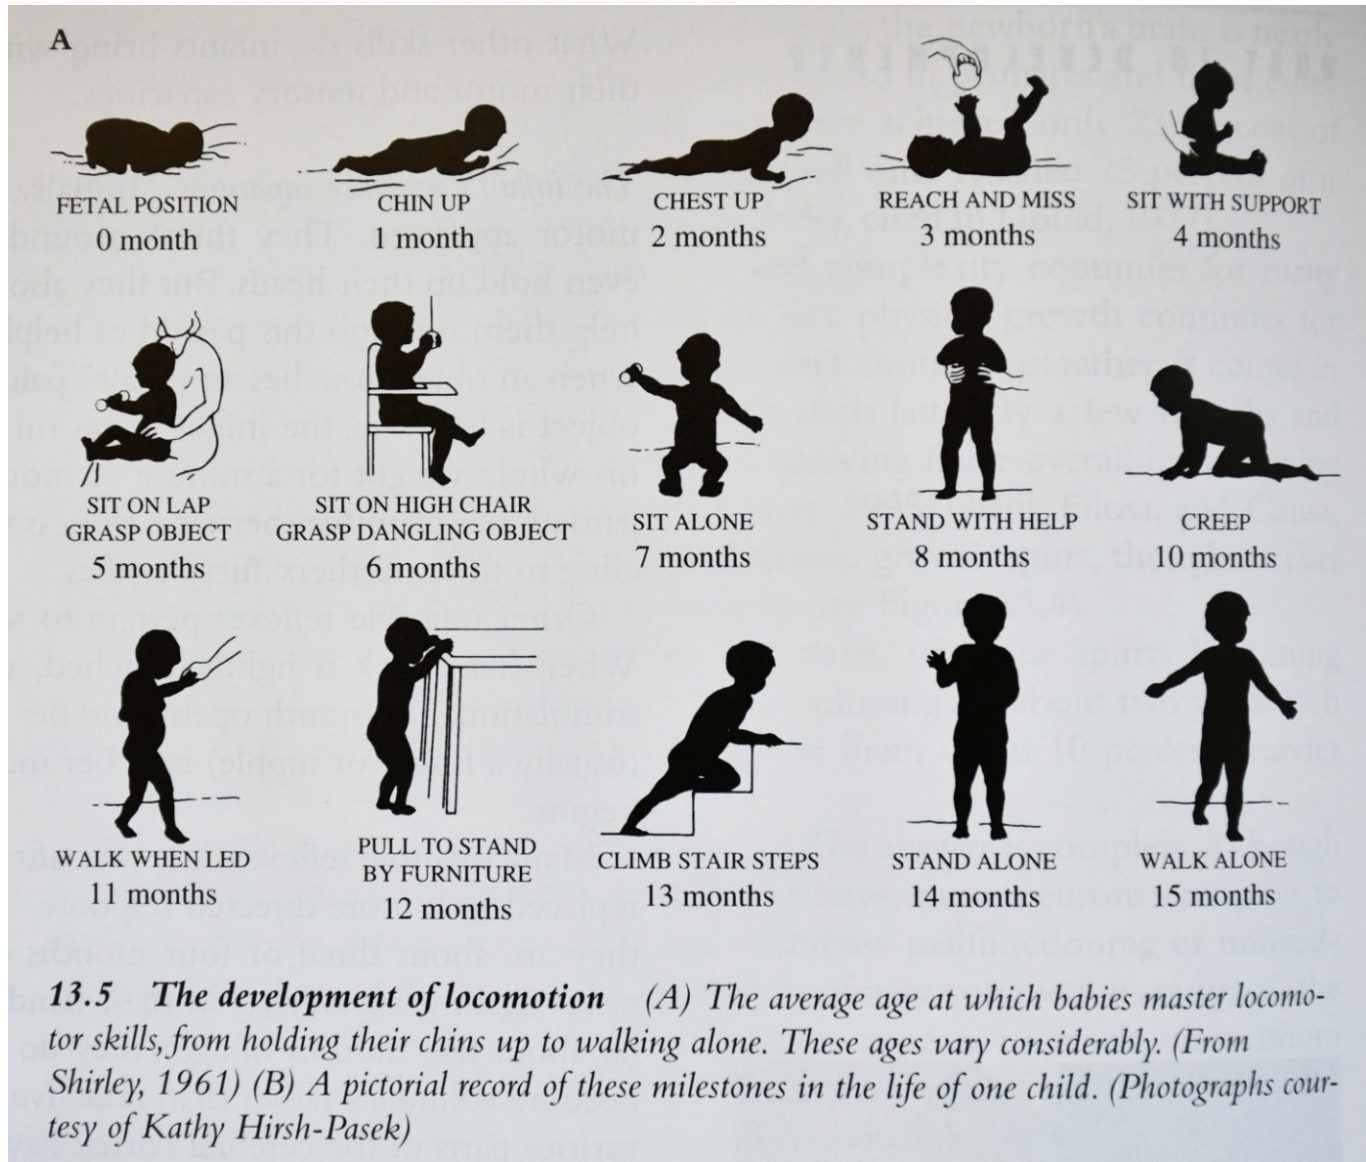 A
FETAL POSITION
0 month
CHIN UP
1 month
CHEST UP
2 months
REACH AND MISS
3 months
SIT WITH SUPPORT
4 months
SIT ON LAP
GRASP OBJECT
5 months
SIT ON HIGH CHAIR
GRASP DANGLING OBJECT
6 months
SIT ALONE
7 months
STAND WITH HELP
8 months
CREEP
10 months
WALK WHEN LED
11 months
PULL TO STAND
BY FURNITURE
12 months
CLIMB STAIR STEPS
13 months
STAND ALONE
14 months
WALK ALONE
15 months
13.5 The development of locomotion (A) The average age at which babies master locomo-
tor skills, from holding their chins up to walking alone. These ages vary considerably. (From
Shirley, 1961) (B) A pictorial record of these milestones in the life of one child. (Photographs cour-
tesy of Kathy Hirsh-Pasek)